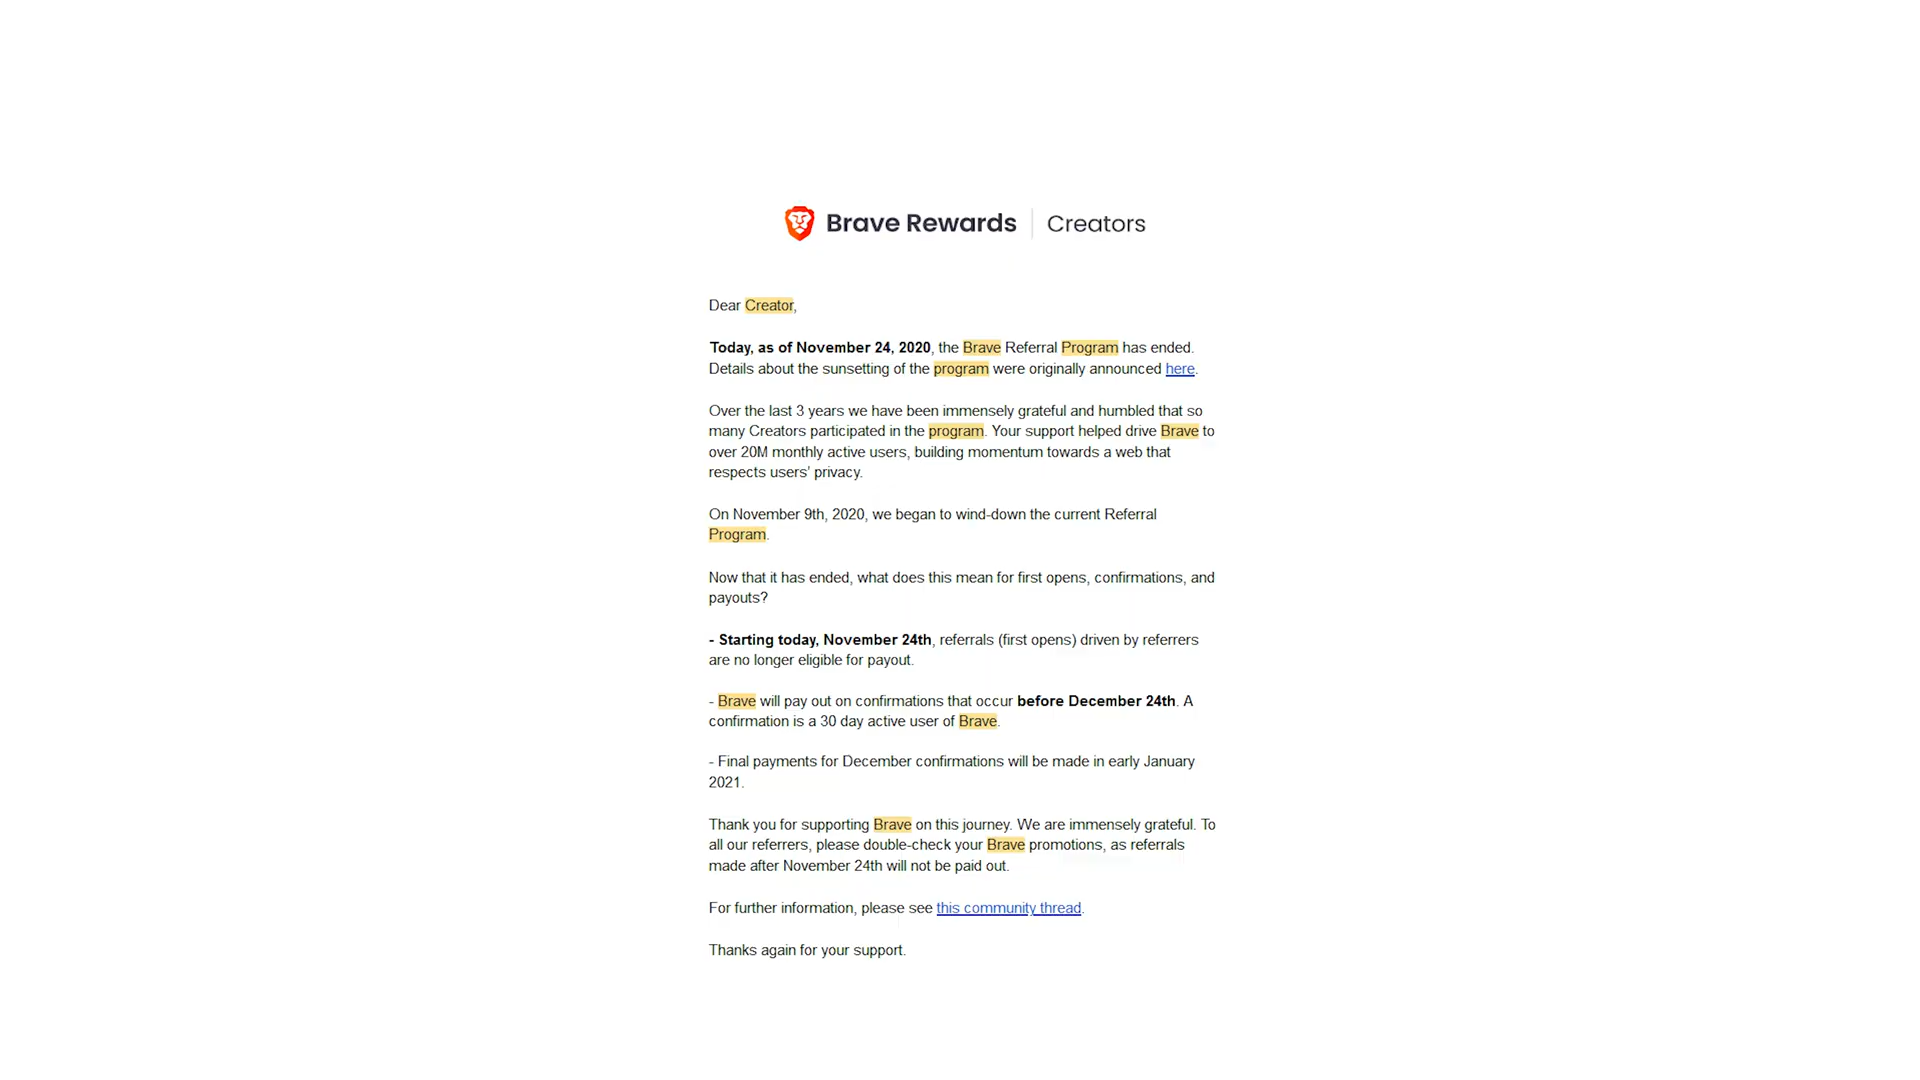 Brave Rewards | Creators
Dear Creator,
Today, as of November 24, 2020, the Brave Referral Program has ended.
Details about the sunsetting of the program were originally announced here.
Over the last 3 years we have been immensely grateful and humbled that so
many Creators participated in the program. Your support helped drive Brave to
over 20M monthly active users, building momentum towards a web that
respects users' privacy.
On November 9th, 2020, we began to wind-down the current Referral
Program.
Now that it has ended, what does this mean for first opens, confirmations, and
payouts?
- Starting today, November 24th, referrals (first opens) driven by referrers
are no longer eligible for payout.
- Brave will pay out on confirmations that occur before December 24th. A
confirmation is a 30 day active user of Brave.
- Final payments for December confirmations will be made in early January
2021.
Thank you for supporting Brave on this journey. We are immensely grateful. To
all our referrers, please double-check your Brave promotions, as referrals
made after November 24th will not be paid out.
For further information, please see this community thread.
Thanks again for your support.